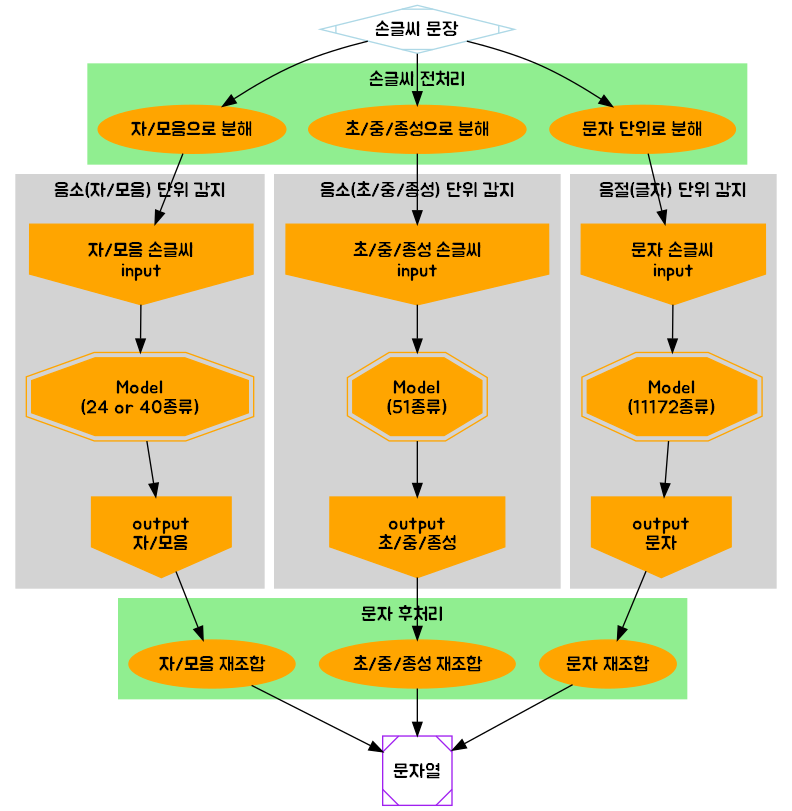 손글씨 문장
손글씨 전처리
자/모음으로 분해
초/중/종성으로 분해
문자 단위로 분해
음소(자/모음) 단위 감지
음소(초/중/종성) 단위 감지
음절(글자) 단위 감지
자/모음 손글씨
input
초/중/종성 손글씨
input
문자 손글씨
input
Model
(24 or 40종류)
Model
(51종류)
Model
(11172종류)
output
자/모음
output
초/중/종성
output
문자
문자 후처리
자/모음 재조합
초/중/종성 재조합
문자 재조합
문자열